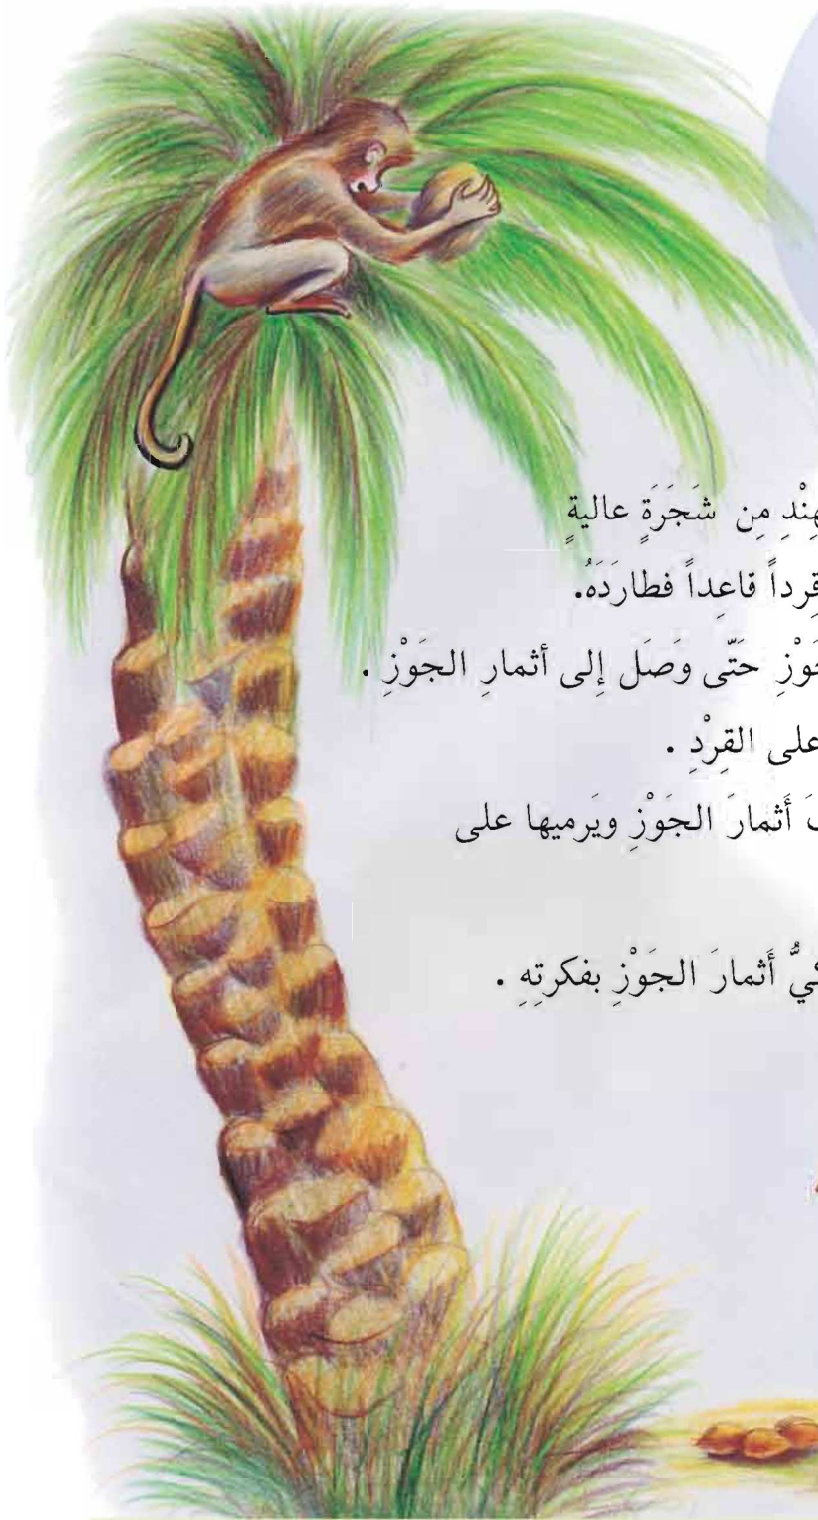 مِن شَجَرَةٍ عاليةٍ
قِرداً قاعِداً فطارَدَهُ.
حَتّى وَصَل إِلى أثمارِ الجَوْزِ .
على القِرْدِ .
أَثمارَ الجَوْزِ ويَرميها على
أَثمارَ الجَوْزِ بفكرتِهِ .